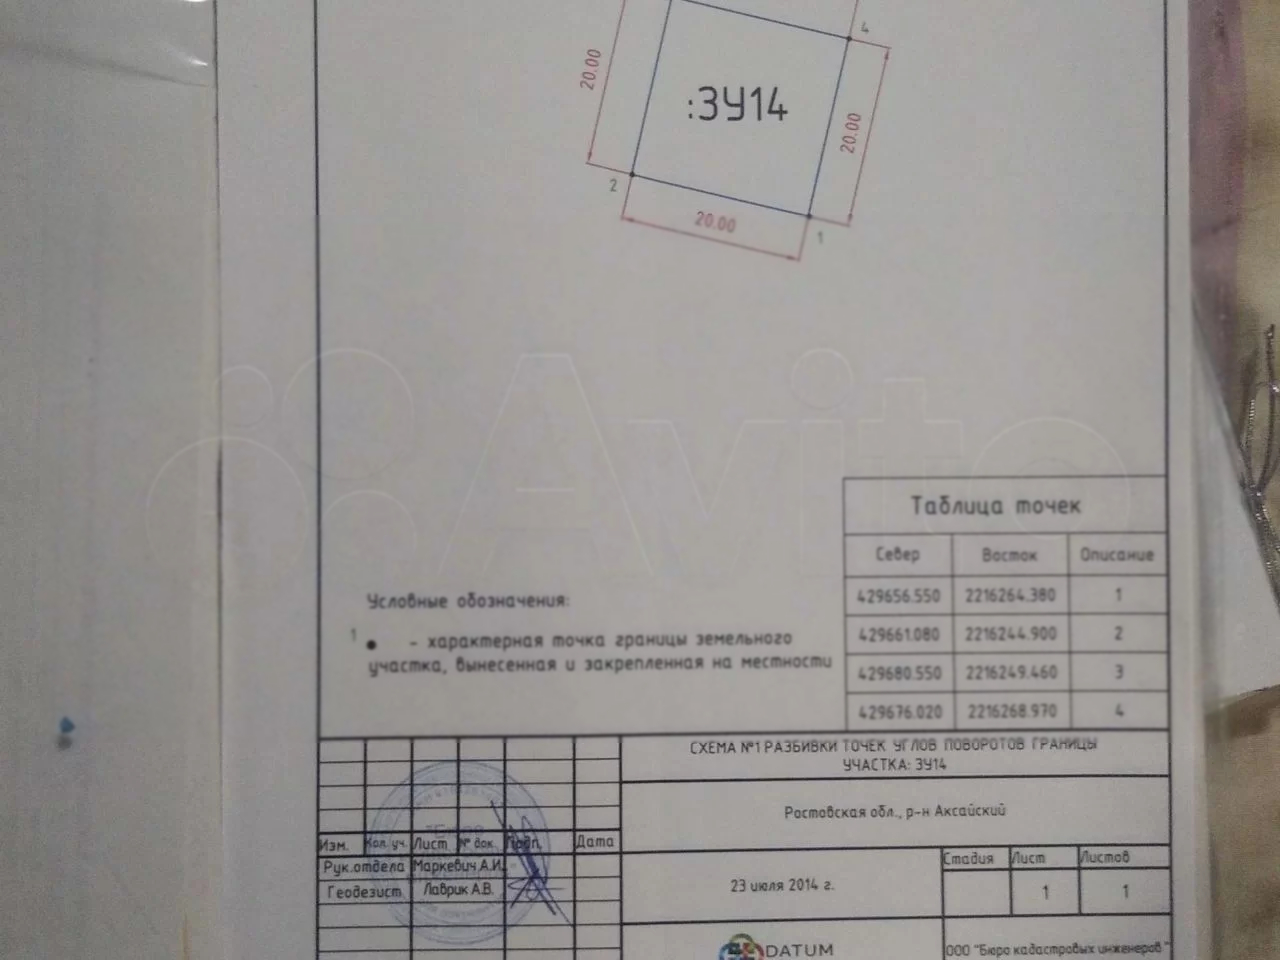 4
20.00
:ЗУ14
20.00
2
20.00
1
Avito
Таблица точек
Север Восток Описание
429656.550 2216264.380 1
429661.080 2216244.900 2
429680.550 2216249.460 3
429676.020 2216268.970 4
Условные обозначения:
1 - характерная точка границы земельного
участка, вынесенная и закрепленная на местности
СХЕМА №1 РАЗБИВКИ ТОЧЕК УГЛОВ ПОВОРОТОВ ГРАНИЦЫ
УЧАСТКА: ЗУ14
Ростовская обл., р-н Аксайский
Изм. Кол. уч. Лист № док. Подп. Дата
Рук.отдела Маркевич А.И.
Геодезист Лаврик А.В.
23 июля 2014 г.
Стадия Лист Листов
1 1
DATUM
ООО "Бюро кадастровых инженеров"